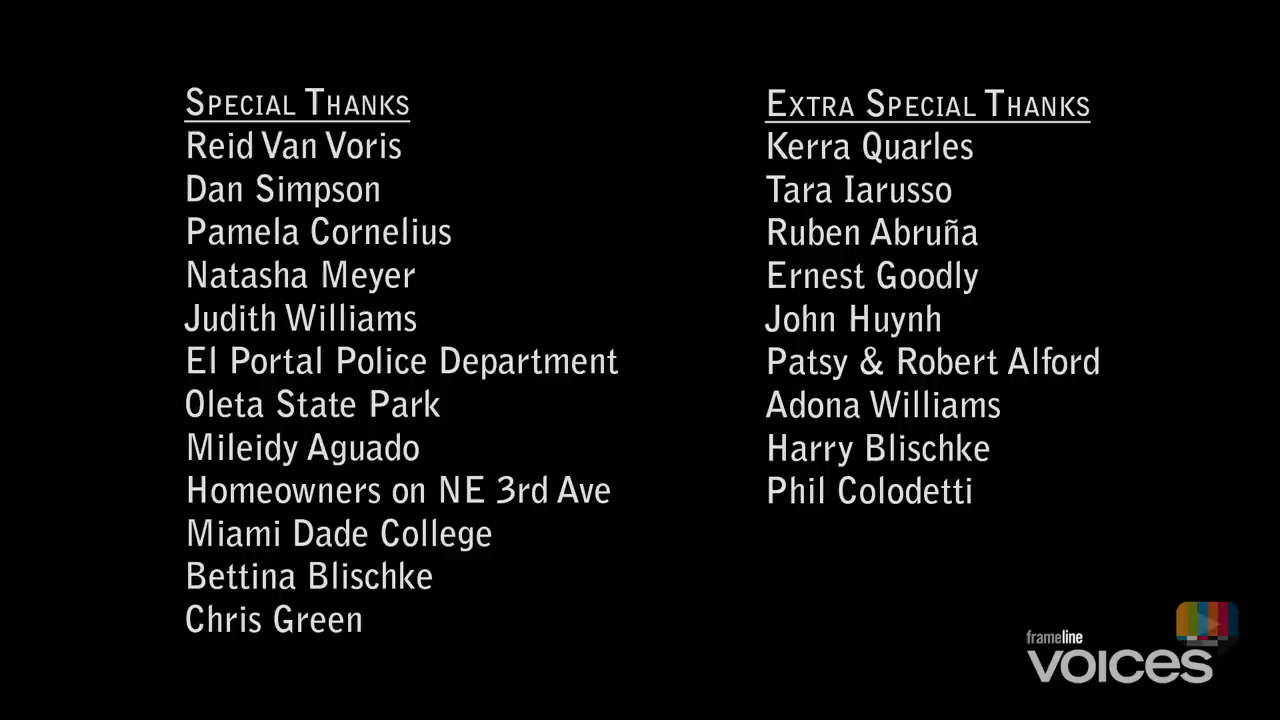 Special Thanks
Reid Van Voris
Dan Simpson
Pamela Cornelius
Natasha Meyer
Judith Williams
El Portal Police Department
Oleta State Park
Mileidy Aguado
Homeowners on NE 3rd Ave
Miami Dade College
Bettina Blischke
Chris Green
Extra Special Thanks
Kerra Quarles
Tara Iarusso
Ruben Abruña
Ernest Goodly
John Huynh
Patsy & Robert Alford
Adona Williams
Harry Blischke
Phil Colodetti
frameline
VOICES